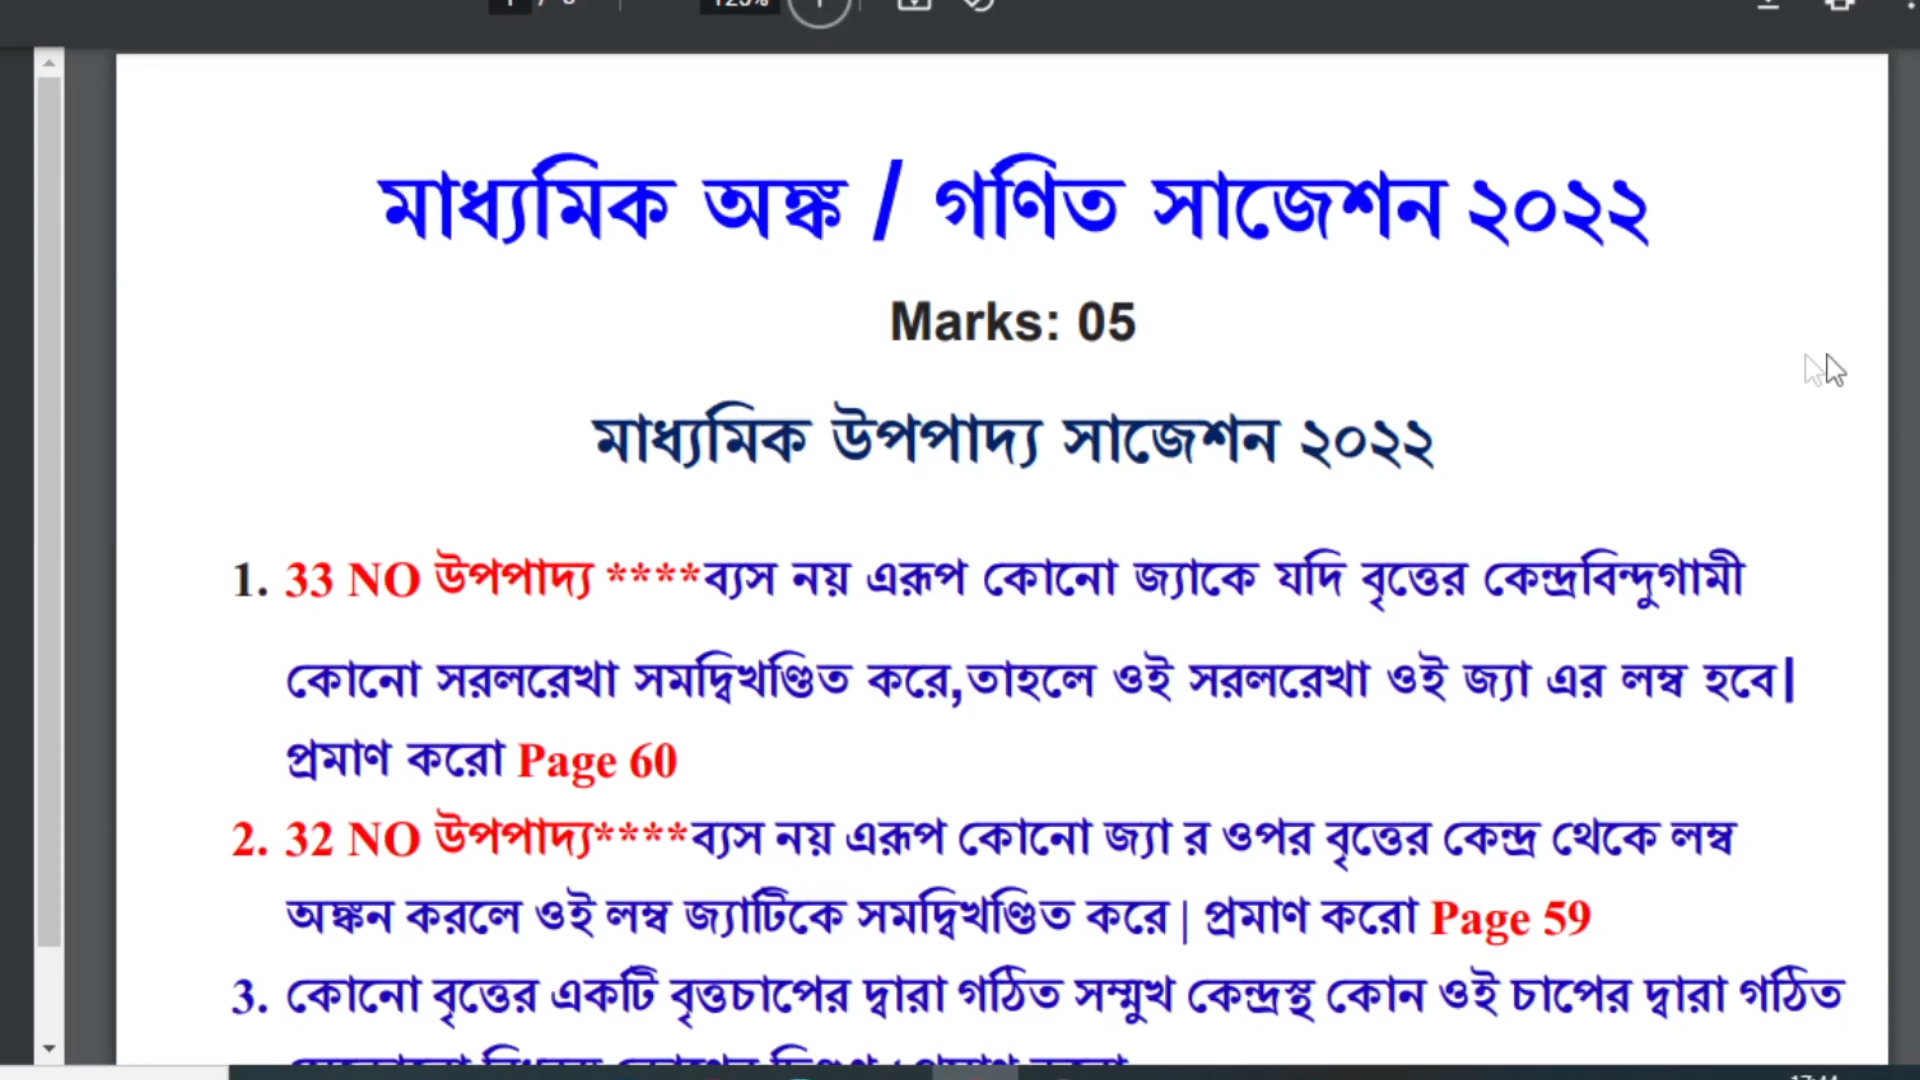 মাধ্যমিক অঙ্ক / গণিত সাজেশন ২০২২
Marks: 05
মাধ্যমিক উপপাদ্য সাজেশন ২০২২
1. 33 NO উপপাদ্য ****ব্যস নয় এরূপ কোনো জ্যাকে যদি বৃত্তের কেন্দ্রবিন্দুগামী
কোনো সরলরেখা সমদ্বিখণ্ডিত করে,তাহলে ওই সরলরেখা ওই জ্যা এর লম্ব হবে|
প্রমাণ করো Page 60
2. 32 NO উপপাদ্য****ব্যস নয় এরূপ কোনো জ্যা র ওপর বৃত্তের কেন্দ্র থেকে লম্ব
অঙ্কন করলে ওই লম্ব জ্যাটিকে সমদ্বিখণ্ডিত করে | প্রমাণ করো Page 59
3. কোনো বৃত্তের একটি বৃত্তচাপের দ্বারা গঠিত সম্মুখ কেন্দ্রস্থ কোন ওই চাপের দ্বারা গঠিত